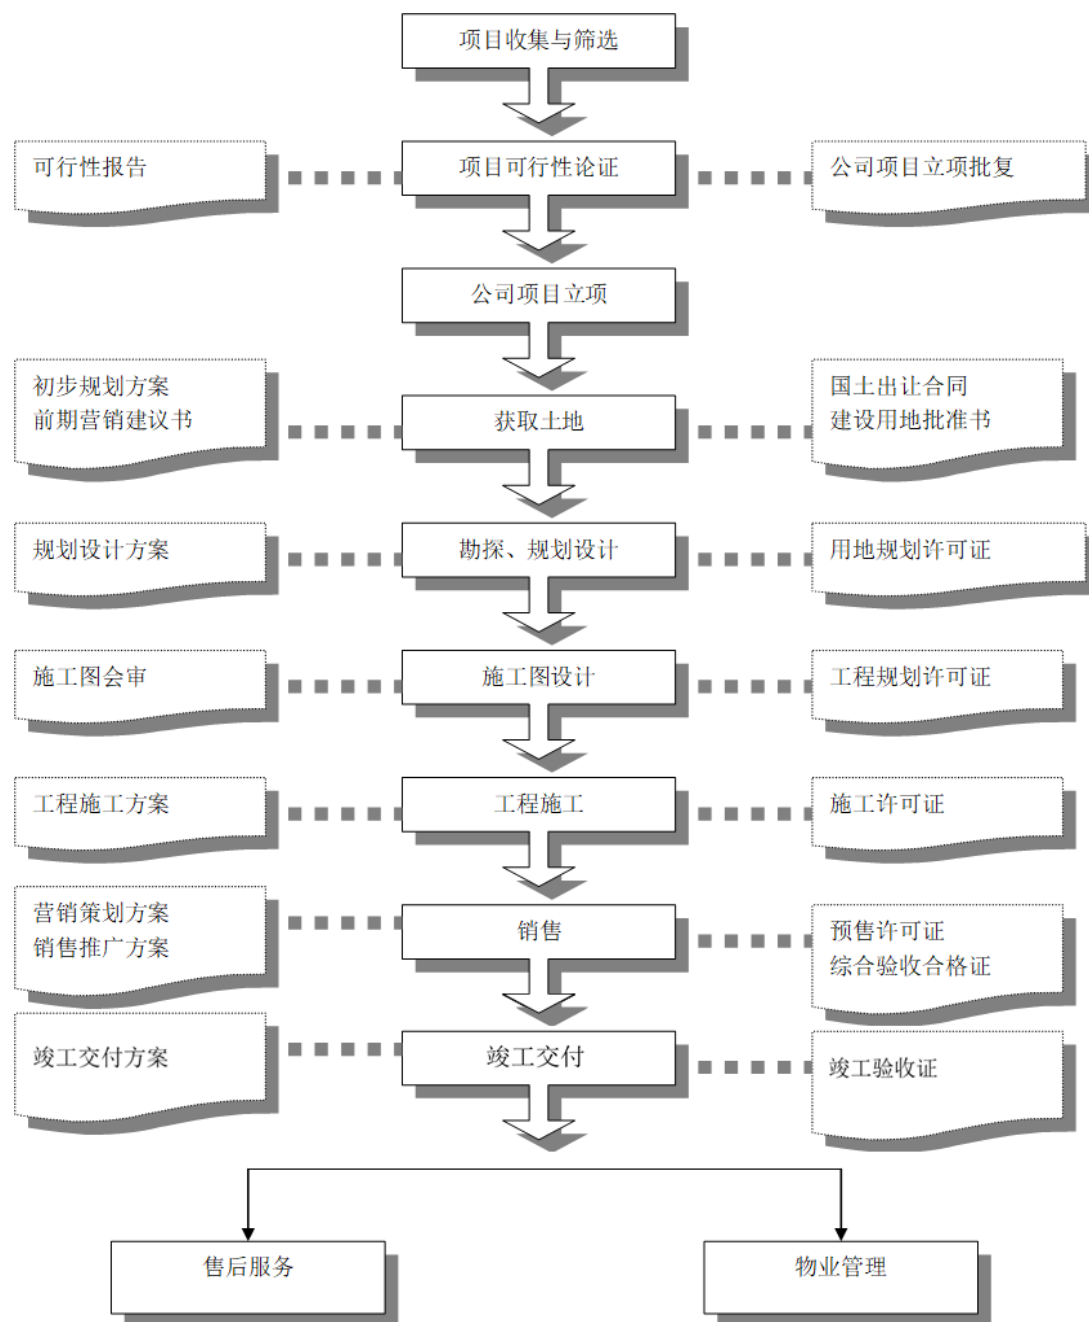 项目收集与筛选
可行性报告
项目可行性论证
公司项目立项批复
公司项目立项
初步规划方案
前期营销建议书
获取土地
国土出让合同
建设用地批准书
规划设计方案
勘探、规划设计
用地规划许可证
施工图会审
施工图设计
工程规划许可证
工程施工方案
工程施工
施工许可证
营销策划方案
销售推广方案
销售
预售许可证
综合验收合格证
竣工交付方案
竣工交付
竣工验收证
售后服务
物业管理